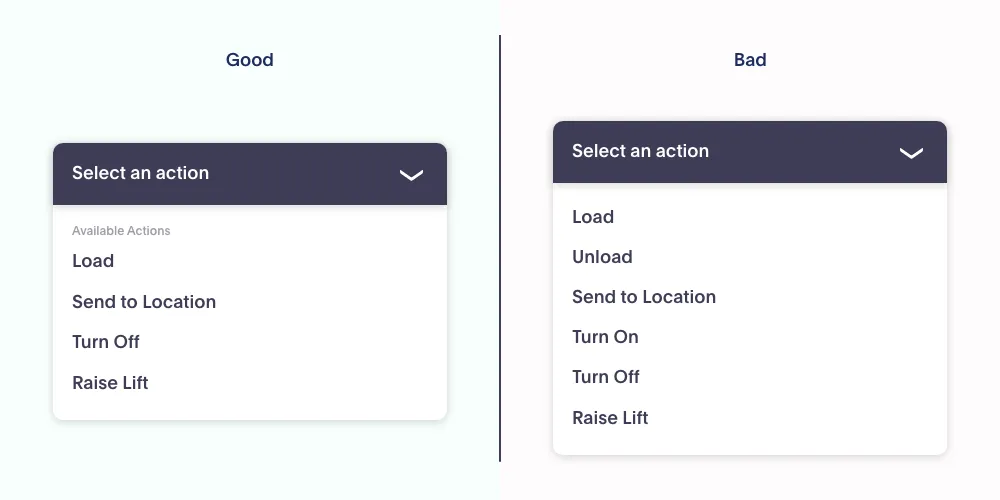 Good
Select an action
Available Actions
Load
Send to Location
Turn Off
Raise Lift
Bad
Select an action
Load
Unload
Send to Location
Turn On
Turn Off
Raise Lift